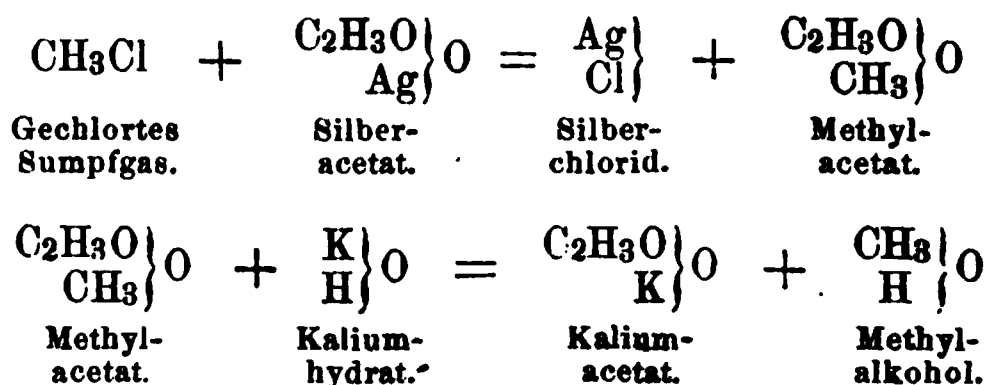 CH3Cl + C2H3O Ag } O = Ag Cl } + C2H3O CH3 } O
Gechlortes Silber- Silber- Methyl-
Sumpfgas. acetat. chlorid. acetat.
C2H3O CH3 } O + K H } O = C2H3O K } O + CH3 H } O
Methyl- Kalium- Kalium- Methyl-
acetat. hydrat. acetat. alkohol.